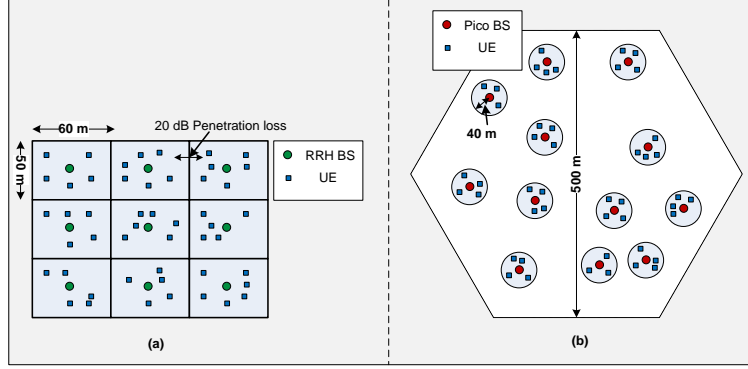 60 m
20 dB Penetration loss
50 m
RRH BS
UE
(a)
Pico BS
UE
40 m
500 m
(b)